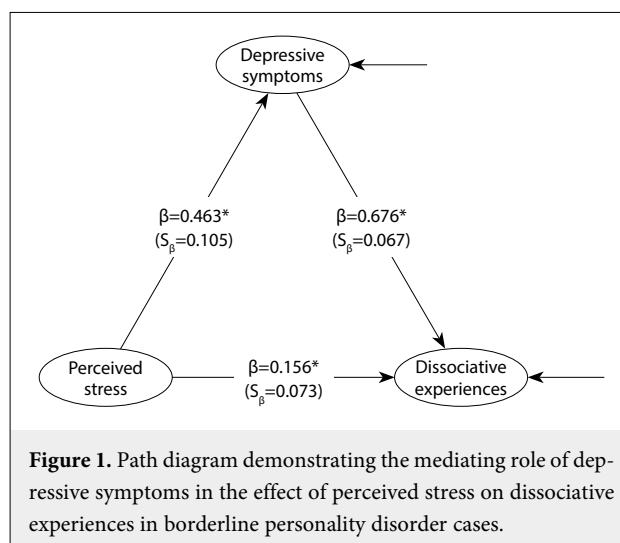 Depressive
symptoms
β=0.463*
(Sβ=0.105)
β=0.676*
(Sβ=0.067)
Perceived
stress
β=0.156*
(Sβ=0.073)
Dissociative
experiences
Figure 1. Path diagram demonstrating the mediating role of dep-
ressive symptoms in the effect of perceived stress on dissociative
experiences in borderline personality disorder cases.